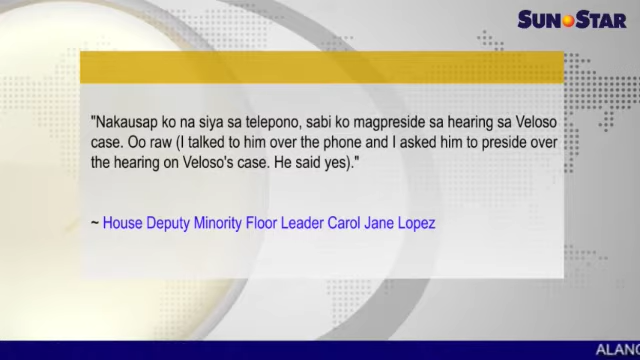 SUN STAR
"Nakausap ko na siya sa telepono, sabi ko magpreside sa hearing sa Veloso
case. Oo raw (I talked to him over the phone and I asked him to preside over
the hearing on Veloso's case. He said yes)."
~ House Deputy Minority Floor Leader Carol Jane Lopez